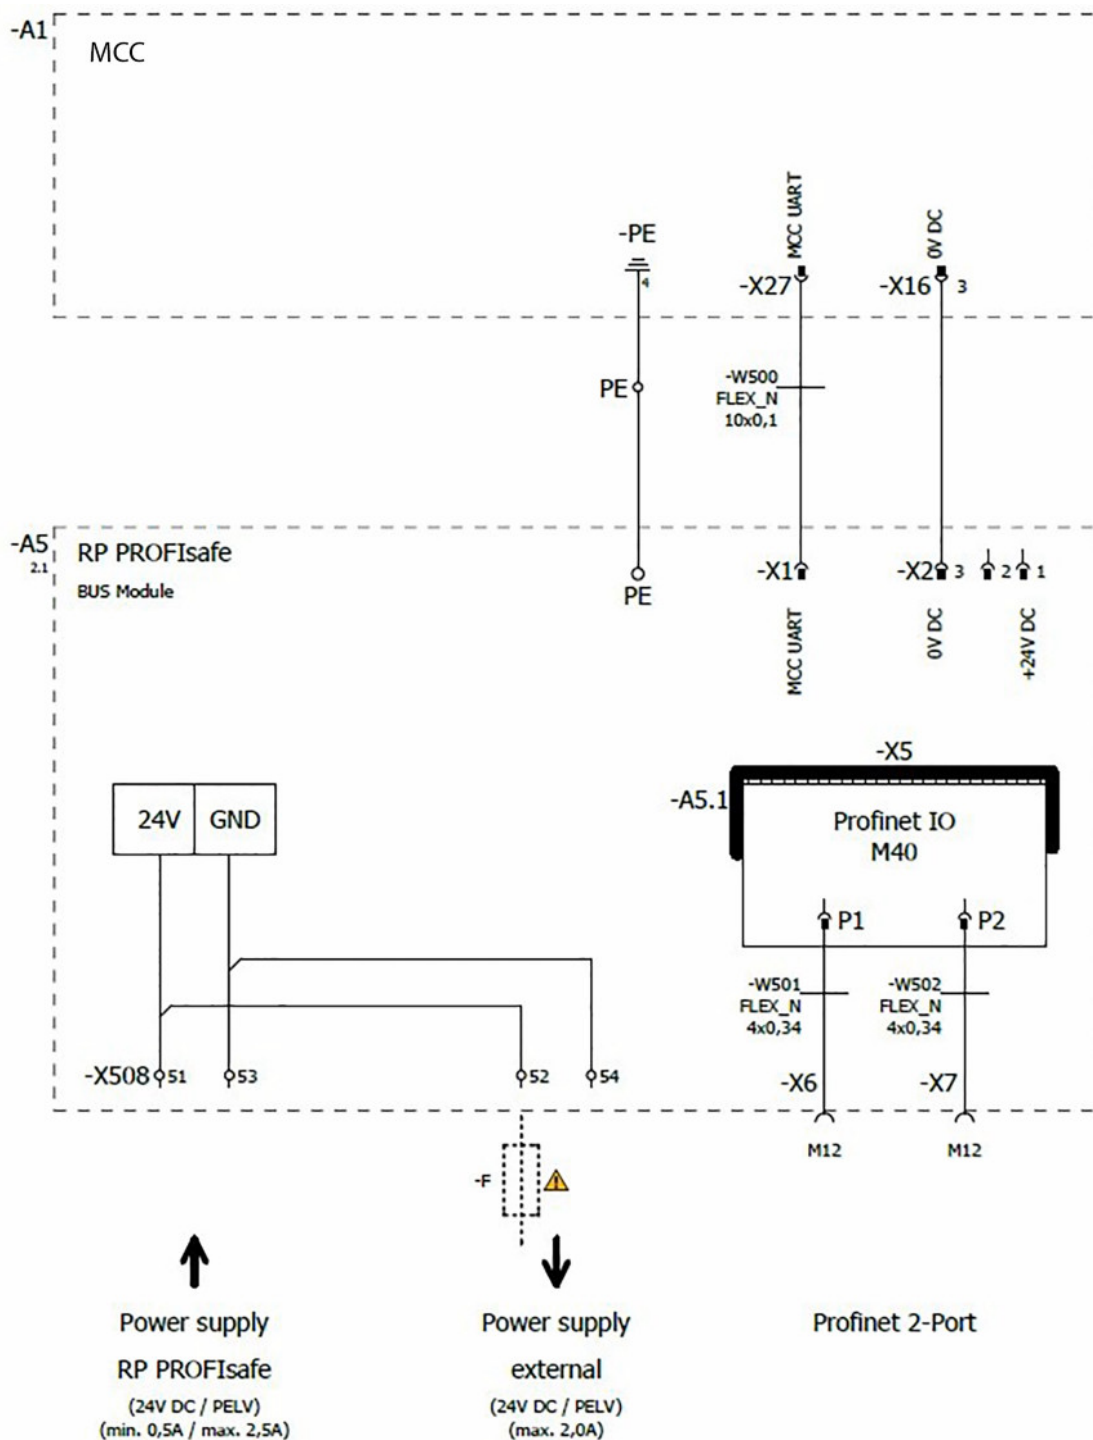 -A1
MCC
MCC UART
0V DC
-PE
4
-X27
-X16
3
-W500
FLEX_N
10x0,1
PE
-A5
2.1
RP PROFIsafe
BUS Module
PE
-X1
-X2
3
2
1
MCC UART
0V DC
+24V DC
-X5
-A5.1
Profinet IO
M40
24V
GND
P1
P2
-W501
FLEX_N
4x0,34
-W502
FLEX_N
4x0,34
-X508
51
53
52
54
-X6
-X7
M12
M12
-F
Power supply
RP PROFIsafe
(24V DC / PELV)
(min. 0,5A / max. 2,5A)
Power supply
external
(24V DC / PELV)
(max. 2,0A)
Profinet 2-Port